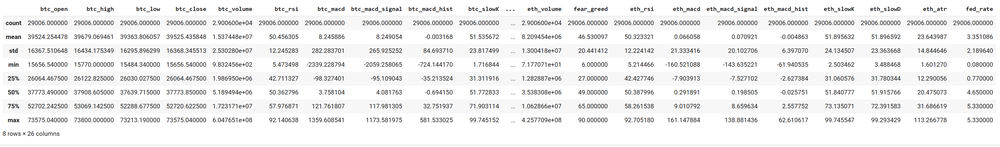 btc_open btc_high btc_low btc_close btc_volume btc_rsi btc_macd btc_macd_signal btc_macd_hist btc_slowK ... eth_volume fear_greed eth_rsi eth_macd eth_macd_signal eth_macd_hist eth_slowK eth_slowD eth_atr fed_rate
count 29006.000000 29006.000000 29006.000000 29006.000000 2.900600e+04 29006.000000 29006.000000 29006.000000 29006.000000 29006.000000 ... 2.900600e+04 29006.000000 29006.000000 29006.000000 29006.000000 29006.000000 29006.000000 29006.000000 29006.000000 29006.000000
mean 39524.254478 39679.069461 39363.806057 39525.435848 1.537448e+07 50.456305 8.245886 8.249054 -0.003168 51.535672 ... 8.209454e+06 46.530097 50.323321 0.066058 0.070921 -0.004863 51.895632 51.896592 23.643987 3.351086
std 16367.510648 16434.175349 16295.896299 16368.345513 2.530280e+07 12.245283 282.283701 265.925252 84.693710 23.817499 ... 1.300418e+07 20.441412 12.224142 21.333416 20.102706 6.397070 24.134507 23.363668 14.844646 2.189640
min 15656.540000 15770.000000 15484.340000 15656.540000 9.832456e+02 5.473498 -2339.228794 -2059.258065 -724.144170 1.716844 ... 7.177071e+01 6.000000 5.214466 -160.521088 -143.635221 -61.940535 2.503462 3.488468 1.601270 0.080000
25% 26064.467500 26122.825000 26030.027500 26064.467500 1.986950e+06 42.711327 -98.327401 -95.109043 -35.213524 31.311916 ... 1.282887e+06 27.000000 42.427746 -7.903913 -7.527102 -2.627384 31.060576 31.780344 12.290056 0.770000
50% 37773.490000 37908.605000 37639.715000 37773.850000 5.189494e+06 50.362796 3.758104 4.081763 -0.694150 51.772833 ... 3.538308e+06 49.000000 50.387996 0.291891 0.198505 -0.025751 51.840777 51.915766 20.475073 4.650000
75% 52702.242500 53069.142500 52288.677500 52720.622500 1.723171e+07 57.976871 121.761807 117.981305 32.751937 71.903114 ... 1.062866e+07 65.000000 58.261538 9.010792 8.659634 2.557752 73.135071 72.391583 31.686619 5.330000
max 73575.040000 73800.000000 73213.190000 73575.040000 6.047651e+08 92.140638 1359.608541 1173.581975 581.533025 99.745152 ... 4.257709e+08 90.000000 92.705180 161.147884 138.881436 62.610617 99.745547 99.293429 113.266778 5.330000
8 rows × 26 columns